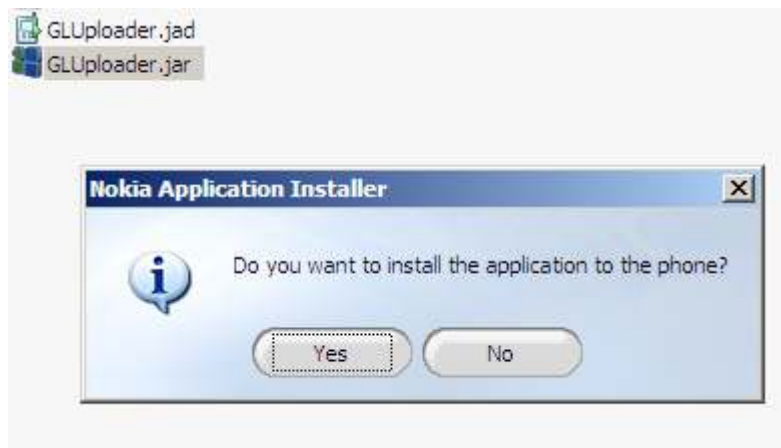 GLUploader.jad
GLUploader.jar
Nokia Application Installer
Do you want to install the application to the phone?
Yes
No